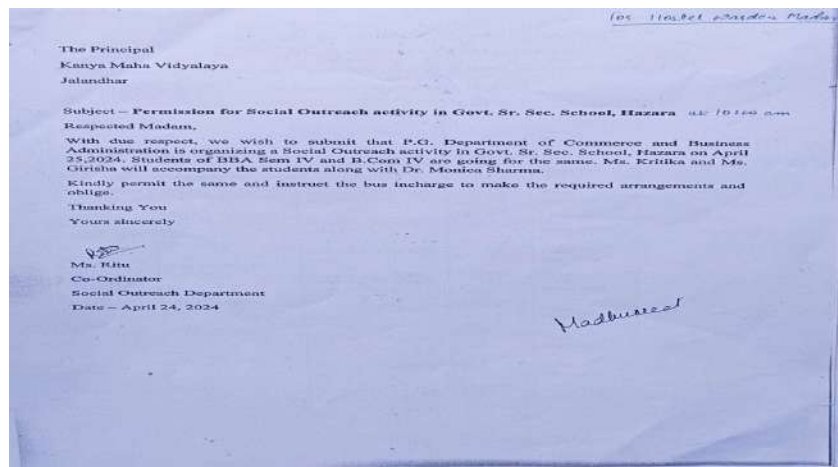 Hostel Warden
The Principal
Kanya Maha Vidyalaya
Jalandhar
Subject – Permission for Social Outreach activity in Govt. Sr. Sec. School, Hazara at 10:00 am
Respected Madam,
With due respect, we wish to submit that P.G. Department of Commerce and Business
Administration is organizing a Social Outreach activity in Govt. Sr. Sec. School, Hazara on April
25,2024. Students of BBA Sem IV and B.Com IV are going for the same. Ms. Kritika and Ms.
Girisha will accompany the students along with Dr. Monica Sharma.
Kindly permit the same and instruct the bus incharge to make the required arrangements and
oblige.
Thanking You
Yours sincerely
Ms. Ritu
Co-Ordinator
Social Outreach Department
Date – April 24, 2024